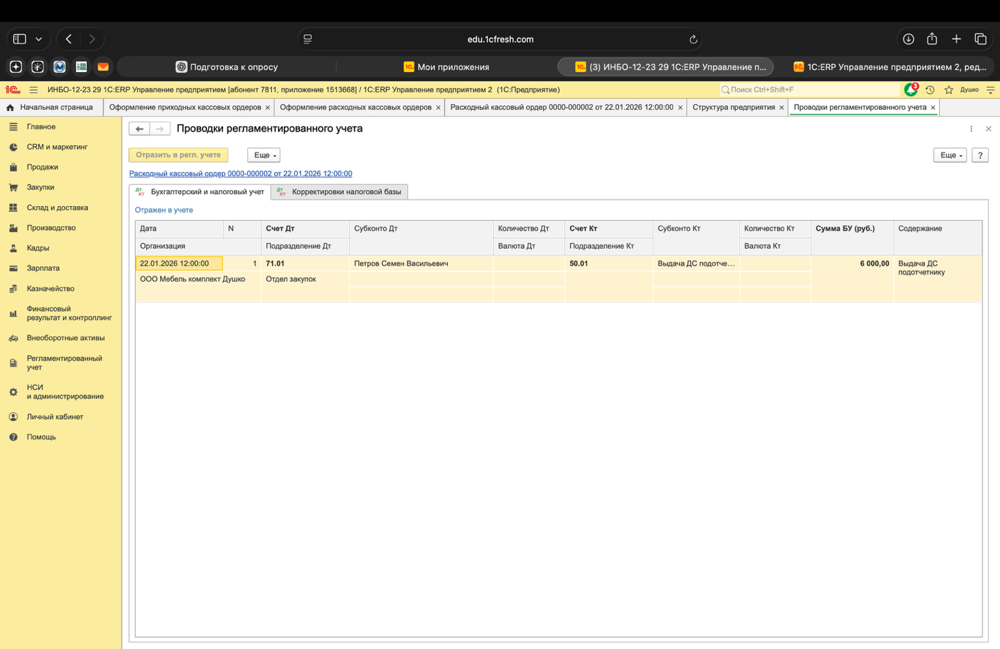 edu.1cfresh.com
Подготовка к опросу
Мои приложения
(3) ИНБО-12-23 29 1С:ERP Управление п...
1С:ERP Управление предприятием 2, ред...
ИНБО-12-23 29 1С:ERP Управление предприятием [абонент 7811, приложение 1513668] / 1С:ERP Управление предприятием 2 (1С:Предприятие)
Поиск Ctrl+Shift+F
3
Душко
Начальная страница
Оформление приходных кассовых ордеров ×
Оформление расходных кассовых ордеров ×
Расходный кассовый ордер 0000-000002 от 22.01.2026 12:00:00 ×
Структура предприятия ×
Проводки регламентированного учета ×
Главное
CRM и маркетинг
Продажи
Закупки
Склад и доставка
Производство
Кадры
Зарплата
Казначейство
Финансовый
результат и контроллинг
Внеоборотные активы
Регламентированный
учет
НСИ
и администрирование
Личный кабинет
Помощь
Проводки регламентированного учета
Отразить в регл. учете
Еще
Еще
?
Расходный кассовый ордер 0000-000002 от 22.01.2026 12:00:00
Дт Кт Бухгалтерский и налоговый учет
Дт Кт Корректировки налоговой базы
Отражен в учете
Дата N Счет Дт Субконто Дт Количество Дт Счет Кт Субконто Кт Количество Кт Сумма БУ (руб.) Содержание
Организация Подразделение Дт Валюта Дт Подразделение Кт Валюта Кт
22.01.2026 12:00:00 1 71.01 Петров Семен Васильевич 50.01 Выдача ДС подотче... 6 000,00 Выдача ДС
подотчетнику
ООО Мебель комплект Душко Отдел закупок